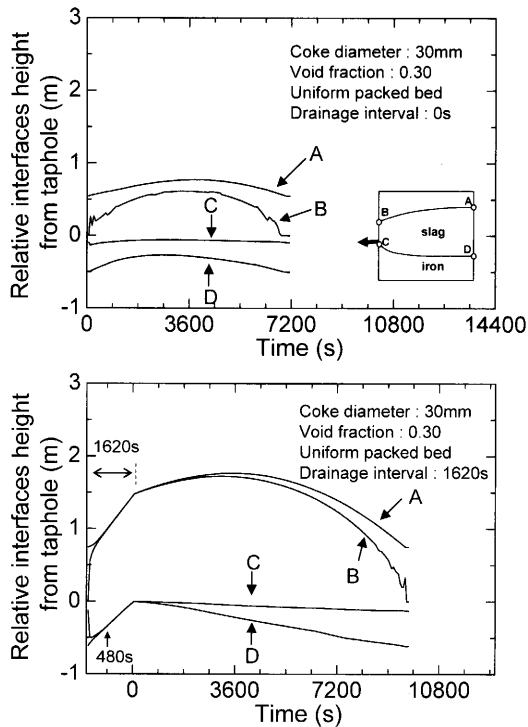 3
2
1
0
-1
Relative interfaces height
from taphole (m)
Coke diameter : 30mm
Void fraction : 0.30
Uniform packed bed
Drainage interval : 0s
A
B
C
D
A
B
slag
C
D
iron
0
3600
7200
10800
14400
Time (s)
3
2
1
0
-1
Relative interfaces height
from taphole (m)
1620s
Coke diameter : 30mm
Void fraction : 0.30
Uniform packed bed
Drainage interval : 1620s
A
B
C
D
480s
0
3600
7200
10800
Time (s)